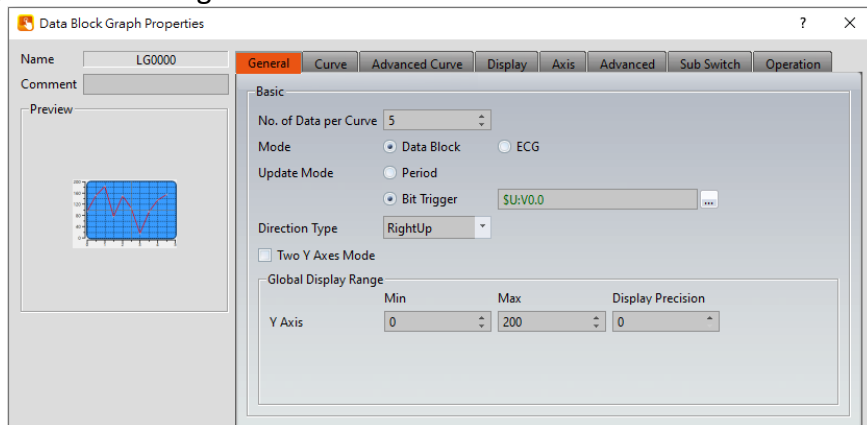 Data Block Graph Properties ? ×
Name LG0000
Comment
Preview
General Curve Advanced Curve Display Axis Advanced Sub Switch Operation
Basic
No. of Data per Curve 5
Mode Data Block ECG
Update Mode Period
Bit Trigger $U:V0.0 ...
Direction Type RightUp
Two Y Axes Mode
Global Display Range
Min Max Display Precision
Y Axis 0 200 0